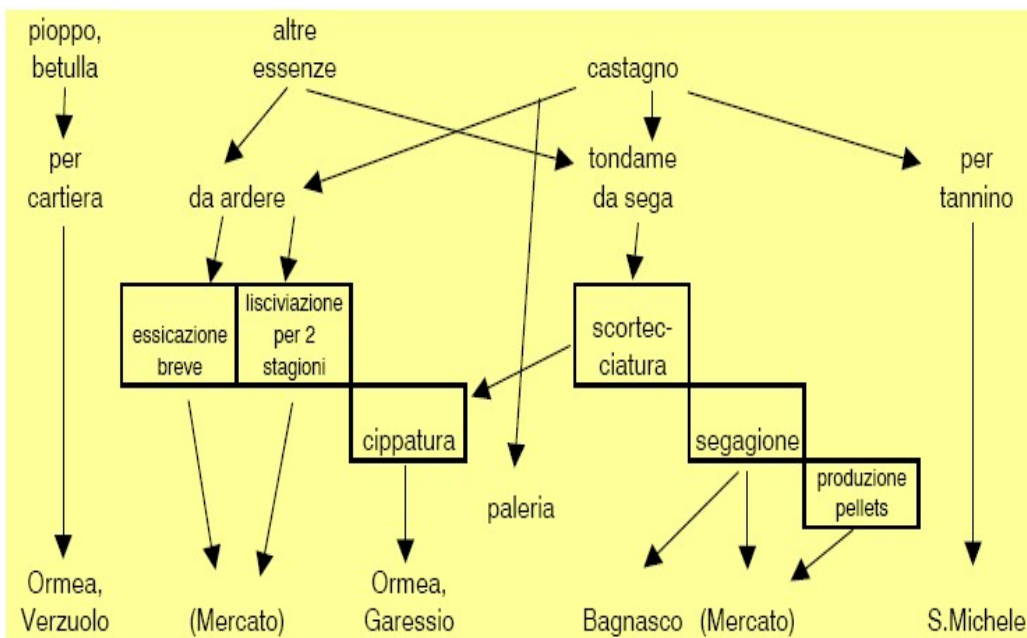 pioppo,
betulla
altre
essenze
castagno
per
cartiera
da ardere
tondame
da sega
per
tannino
essicazione
breve
lisciviazione
per 2
stagioni
scortec-
ciatura
cippatura
segagione
produzione
pellets
paleria
Ormea,
Verzuolo
(Mercato)
Ormea,
Garessio
Bagnasco
(Mercato)
S.Michele